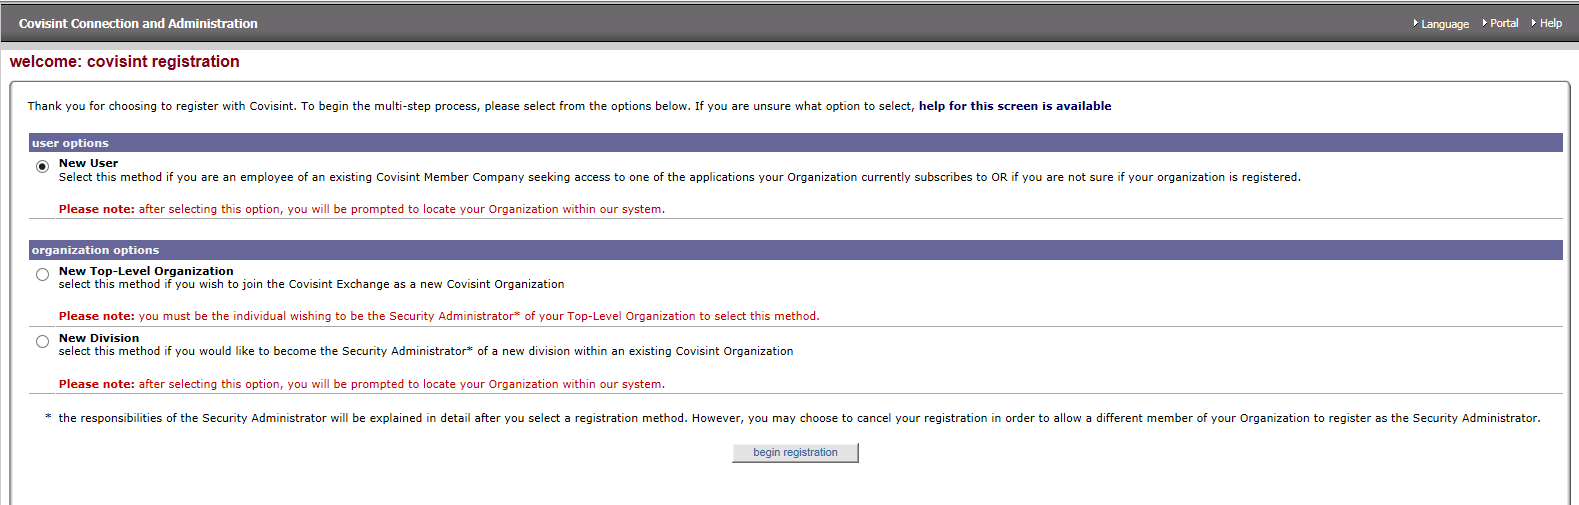 Covisint Connection and Administration
Language Portal Help
welcome: covisint registration
Thank you for choosing to register with Covisint. To begin the multi-step process, please select from the options below. If you are unsure what option to select, help for this screen is available
user options
New User
Select this method if you are an employee of an existing Covisint Member Company seeking access to one of the applications your Organization currently subscribes to OR if you are not sure if your organization is registered.
Please note: after selecting this option, you will be prompted to locate your Organization within our system.
organization options
New Top-Level Organization
select this method if you wish to join the Covisint Exchange as a new Covisint Organization
Please note: you must be the individual wishing to be the Security Administrator* of your Top-Level Organization to select this method.
New Division
select this method if you would like to become the Security Administrator* of a new division within an existing Covisint Organization
Please note: after selecting this option, you will be prompted to locate your Organization within our system.
* the responsibilities of the Security Administrator will be explained in detail after you select a registration method. However, you may choose to cancel your registration in order to allow a different member of your Organization to register as the Security Administrator.
begin registration